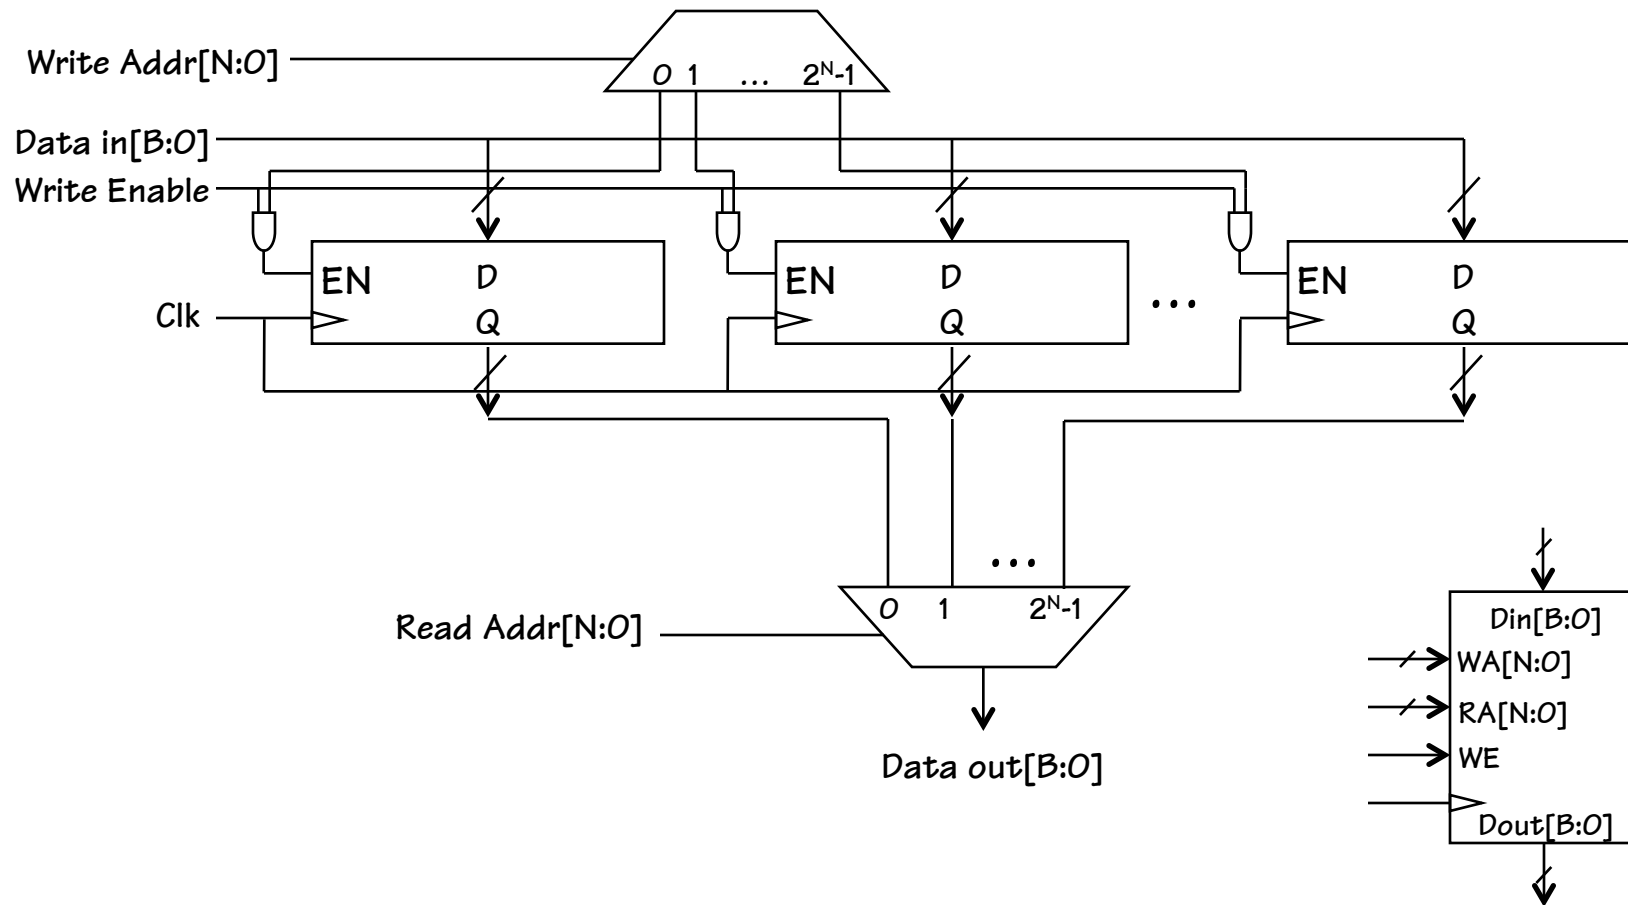 Write Addr[N:0]
0 1 ... 2ᴺ-1
Data in[B:0]
Write Enable
EN D
Q
EN D
Q
...
EN D
Q
Clk
...
0 1 2ᴺ-1
Read Addr[N:0]
Data out[B:0]
Din[B:0]
WA[N:0]
RA[N:0]
WE
Dout[B:0]